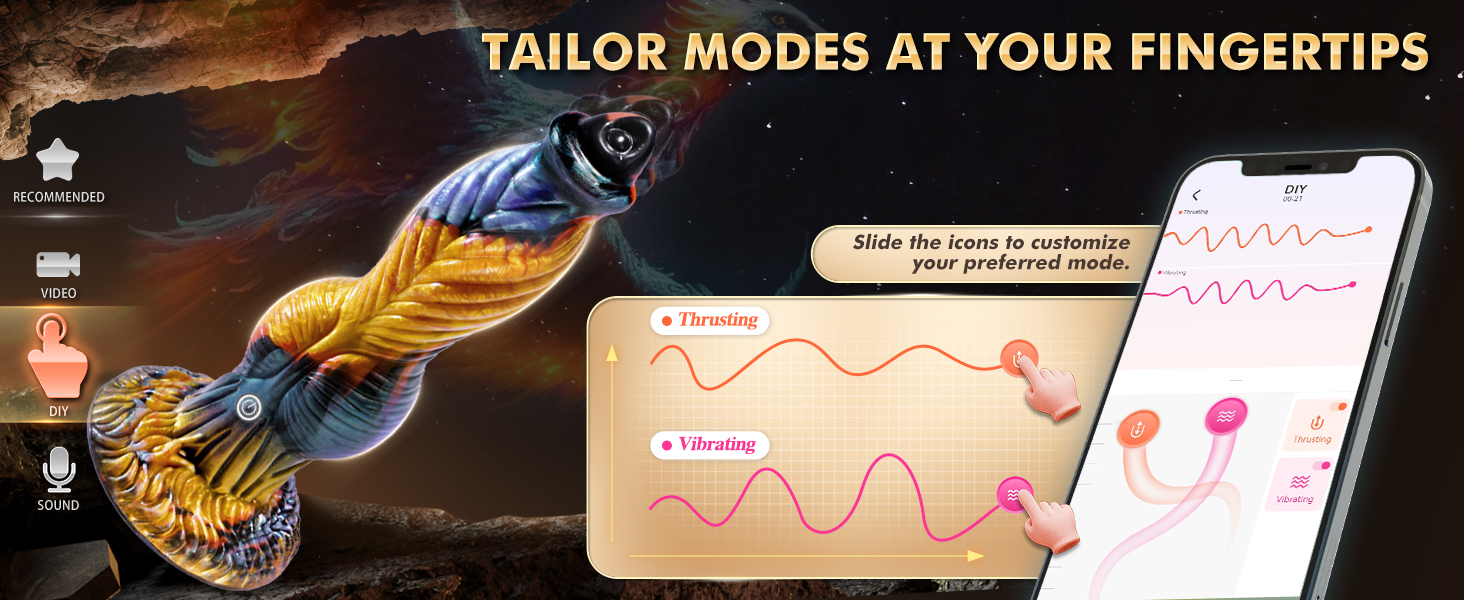 TAILOR MODES AT YOUR FINGERTIPS
RECOMMENDED
VIDEO
DIY
SOUND
Slide the icons to customize
your preferred mode.
Thrusting
Vibrating
DIY
00:21
Thrusting
Vibrating
Thrusting
Vibrating